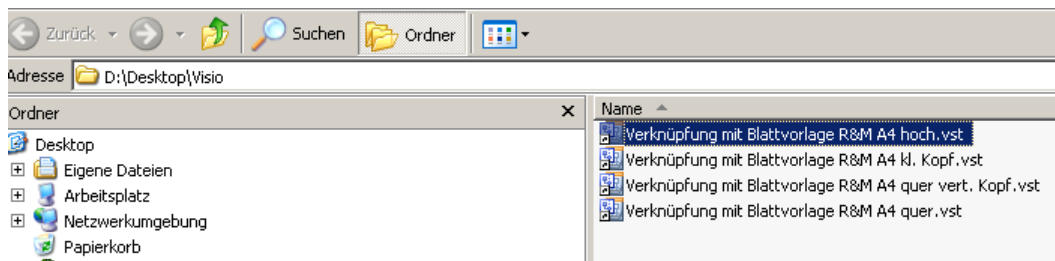 Zurück Suchen Ordner
Adresse D:\Desktop\Visio
Ordner
Desktop
Eigene Dateien
Arbeitsplatz
Netzwerkumgebung
Papierkorb
Name
Verknüpfung mit Blattvorlage R&M A4 hoch.vst
Verknüpfung mit Blattvorlage R&M A4 kl. Kopf.vst
Verknüpfung mit Blattvorlage R&M A4 quer vert. Kopf.vst
Verknüpfung mit Blattvorlage R&M A4 quer.vst